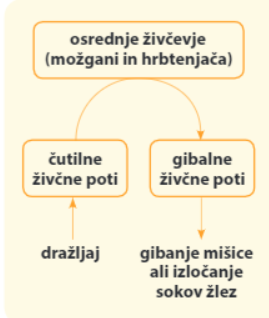 osrednje živčevje
(možgani in hrbtenjača)
čutilne
živčne poti
gibalne
živčne poti
dražljaj
gibanje mišice
ali izločanje
sokov žlez